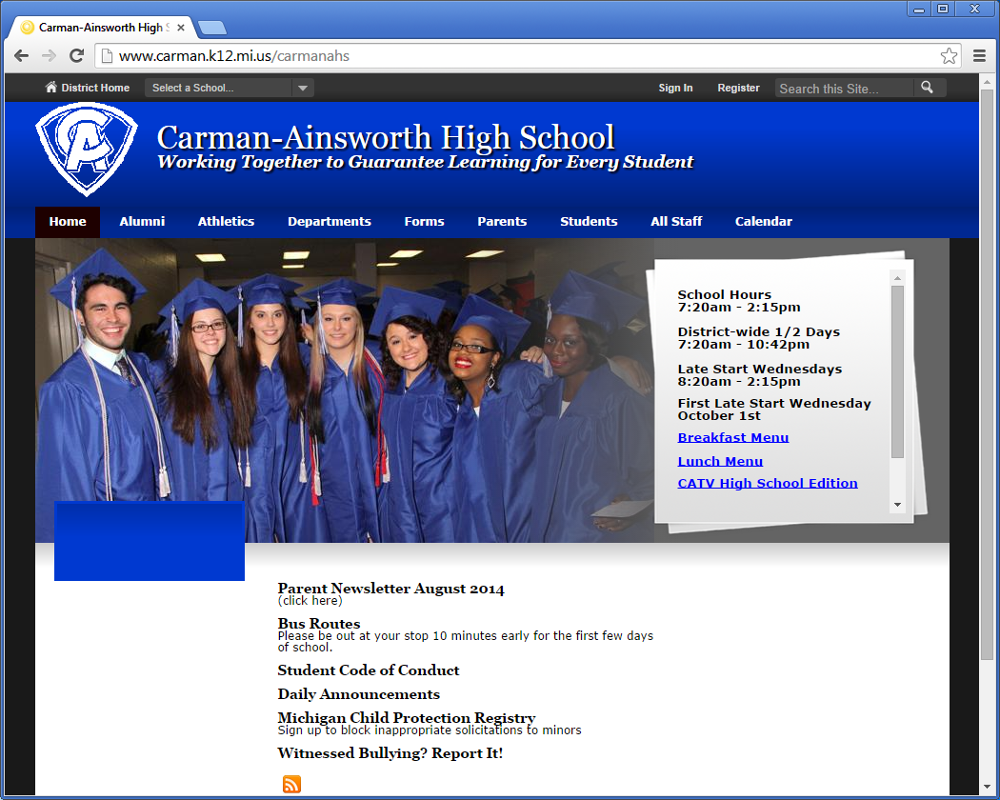 Carman-Ainsworth High S
www.carman.k12.mi.us/carmanahs
District Home
Select a School...
Sign In
Register
Search this Site...
CA
Carman-Ainsworth High School
Working Together to Guarantee Learning for Every Student
Home
Alumni
Athletics
Departments
Forms
Parents
Students
All Staff
Calendar
School Hours
7:20am - 2:15pm
District-wide 1/2 Days
7:20am - 10:42pm
Late Start Wednesdays
8:20am - 2:15pm
First Late Start Wednesday
October 1st
Breakfast Menu
Lunch Menu
CATV High School Edition
Parent Newsletter August 2014
(click here)
Bus Routes
Please be out at your stop 10 minutes early for the first few days
of school.
Student Code of Conduct
Daily Announcements
Michigan Child Protection Registry
Sign up to block inappropriate solicitations to minors
Witnessed Bullying? Report It!